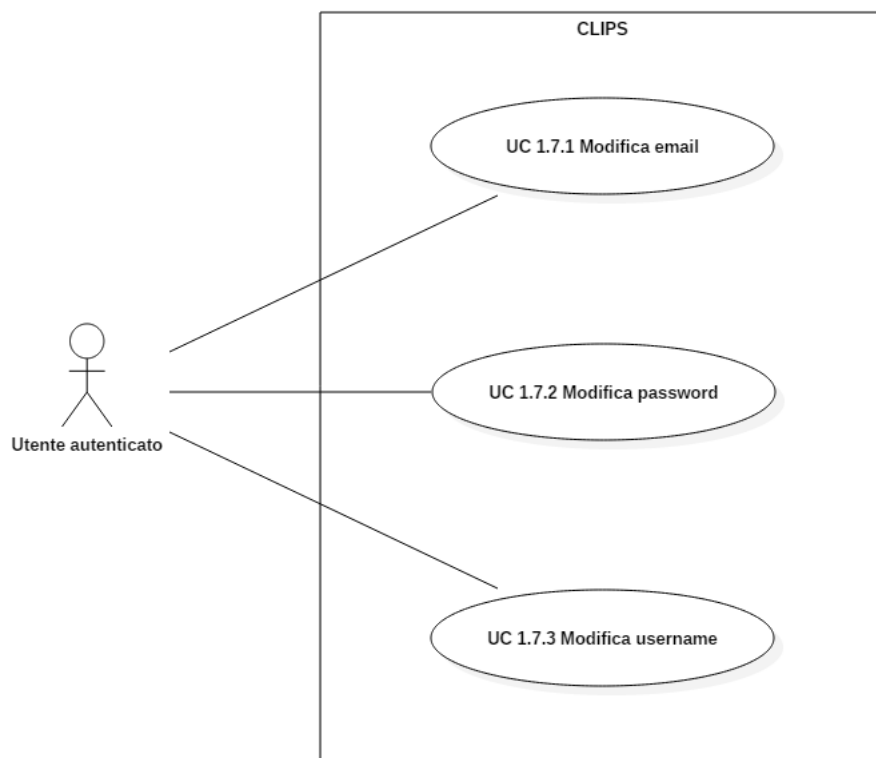 CLIPS
UC 1.7.1 Modifica email
UC 1.7.2 Modifica password
Utente autenticato
UC 1.7.3 Modifica username